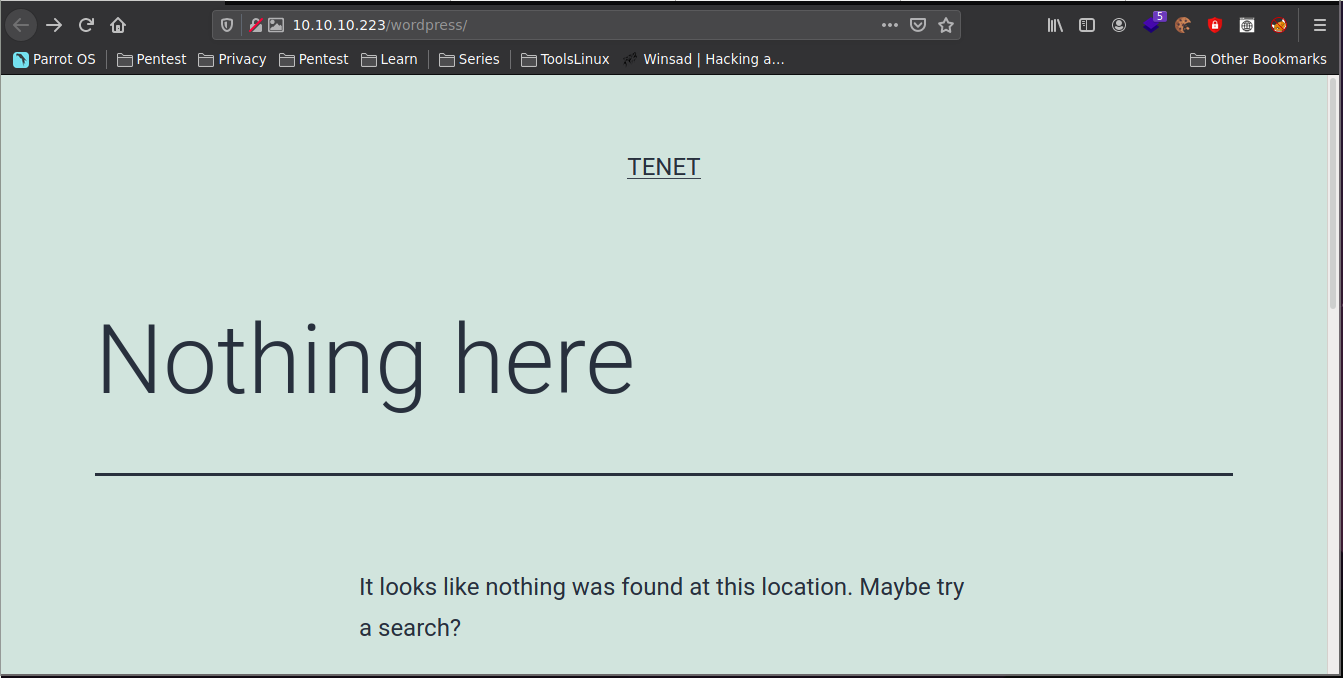 10.10.10.223/wordpress/
5
Parrot OS Pentest Privacy Pentest Learn Series ToolsLinux Winsad | Hacking a... Other Bookmarks
TENET
Nothing here
It looks like nothing was found at this location. Maybe try
a search?